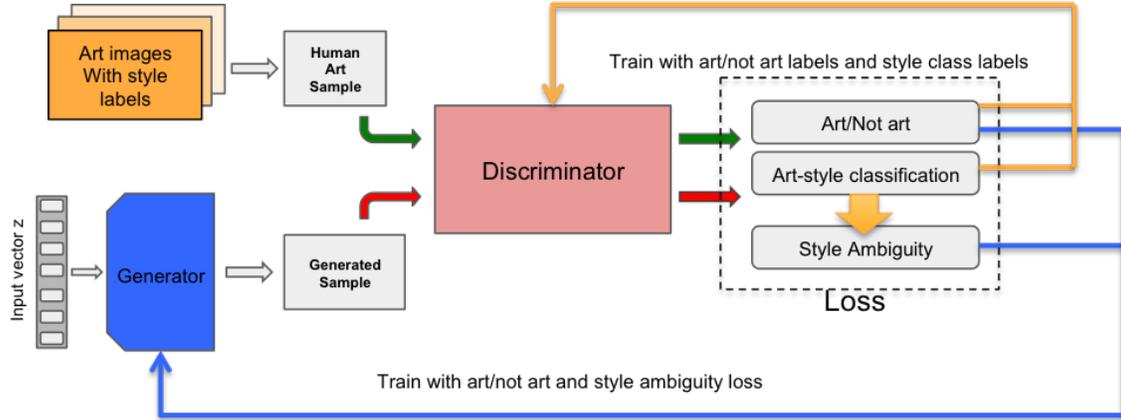 Art images
With style
labels
Human
Art
Sample
Train with art/not art labels and style class labels
Art/Not art
Discriminator
Art-style classification
Input vector z
Generator
Generated
Sample
Style Ambiguity
Loss
Train with art/not art and style ambiguity loss